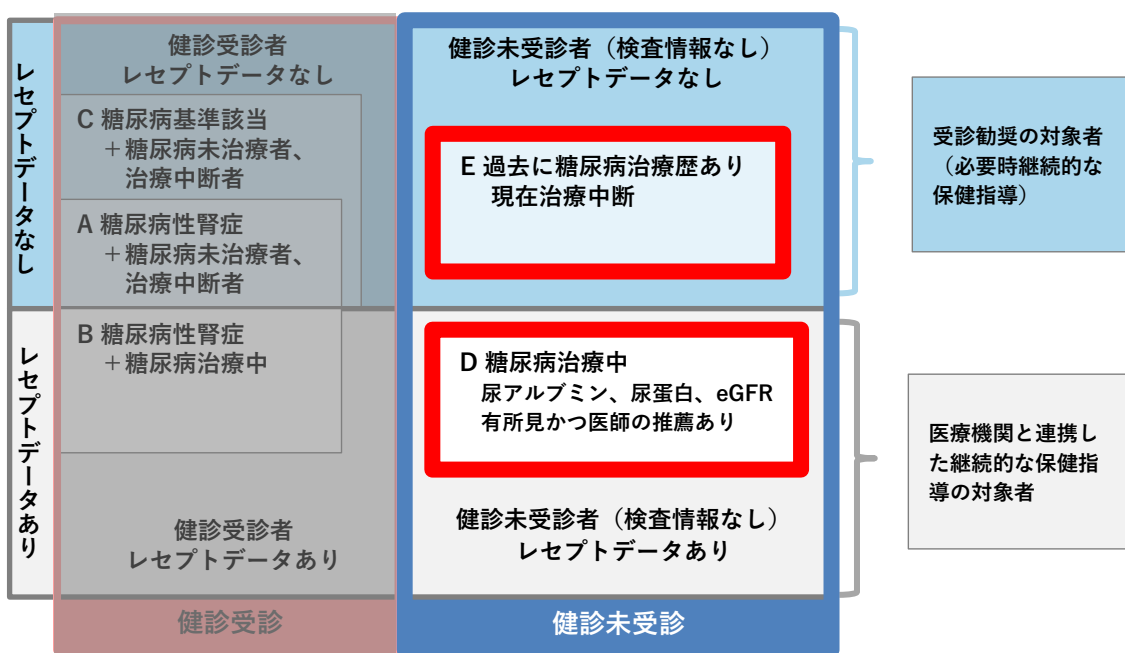 レセプトデータなし
健診受診者
レセプトデータなし
C 糖尿病基準該当
＋糖尿病未治療者、
治療中断者
A 糖尿病性腎症
＋糖尿病未治療者、
治療中断者
健診未受診者（検査情報なし）
レセプトデータなし
E 過去に糖尿病治療歴あり
現在治療中断
受診勧奨の対象者
（必要時継続的な
保健指導）
レセプトデータあり
B 糖尿病性腎症
＋糖尿病治療中
健診受診者
レセプトデータあり
D 糖尿病治療中
尿アルブミン、尿蛋白、eGFR
有所見かつ医師の推薦あり
健診未受診者（検査情報なし）
レセプトデータあり
医療機関と連携し
た継続的な保健指
導の対象者
健診受診
健診未受診